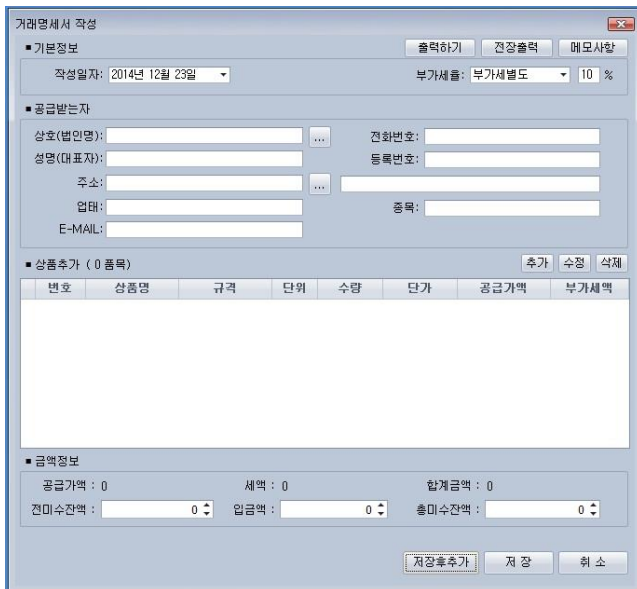 거래명세서 작성
■ 기본정보 출력하기 전장출력 메모사항
작성일자: 2014년 12월 23일 부가세율: 부가세별도 10 %
■ 공급받는자
상호(법인명): ... 전화번호:
성명(대표자): 등록번호:
주소: ...
업태: 종목:
E-MAIL:
■ 상품추가 ( 0 품목) 추가 수정 삭제
번호 상품명 규격 단위 수량 단가 공급가액 부가세액
■ 금액정보
공급가액 : 0 세액 : 0 합계금액 : 0
전미수잔액 : 0 입금액 : 0 총미수잔액 : 0
저장후추가 저 장 취 소